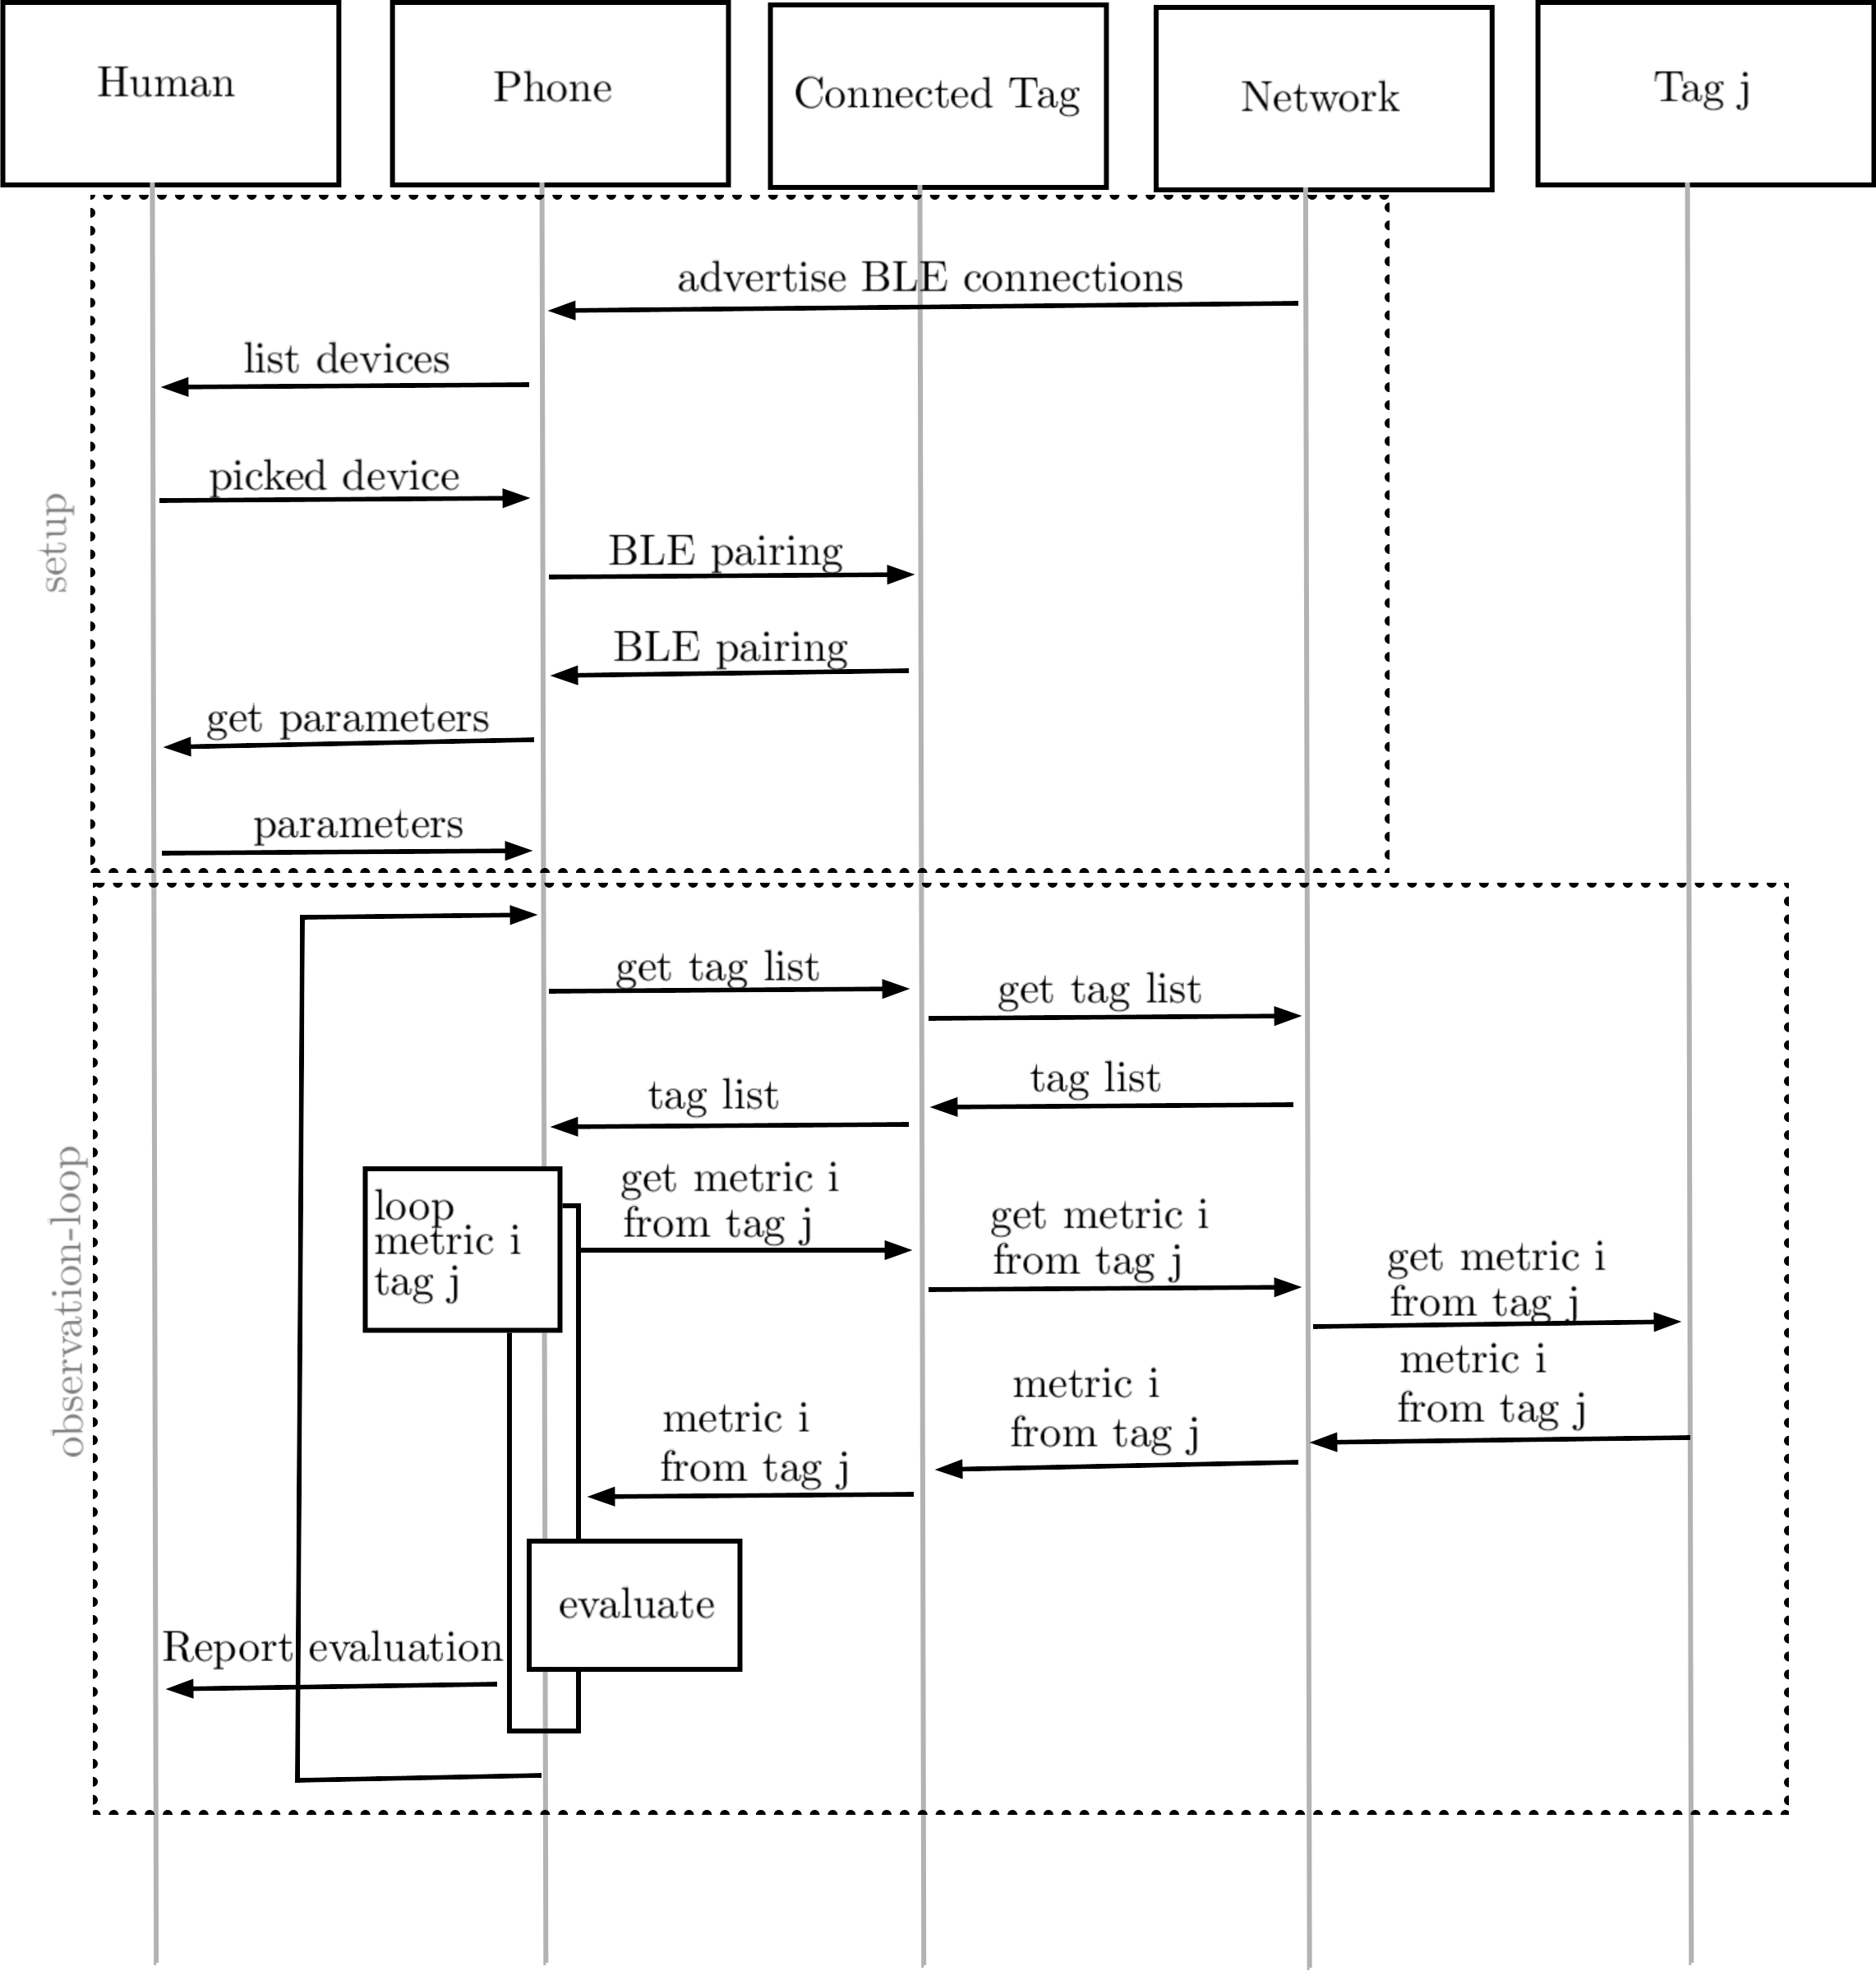 Human
Phone
Connected Tag
Network
Tag j
setup
advertise BLE connections
list devices
picked device
BLE pairing
BLE pairing
get parameters
parameters
observation-loop
get tag list
get tag list
tag list
tag list
loop
metric i
tag j
get metric i
from tag j
get metric i
from tag j
get metric i
from tag j
metric i
from tag j
metric i
from tag j
metric i
from tag j
evaluate
Report evaluation